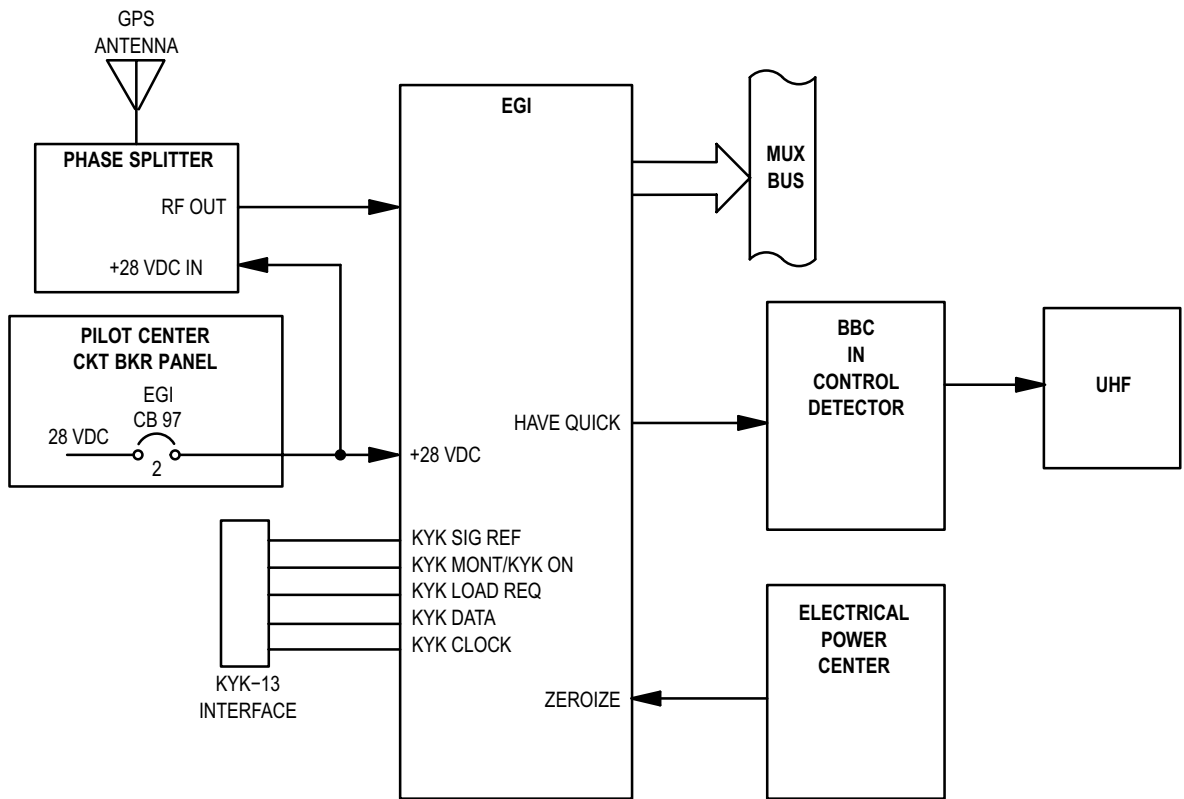 GPS
ANTENNA
PHASE SPLITTER
RF OUT
+28 VDC IN
PILOT CENTER
CKT BKR PANEL
EGI
CB 97
28 VDC
2
EGI
+28 VDC
HAVE QUICK
KYK SIG REF
KYK MONT/KYK ON
KYK LOAD REQ
KYK DATA
KYK CLOCK
ZEROIZE
KYK−13
INTERFACE
MUX
BUS
BBC
IN
CONTROL
DETECTOR
UHF
ELECTRICAL
POWER
CENTER